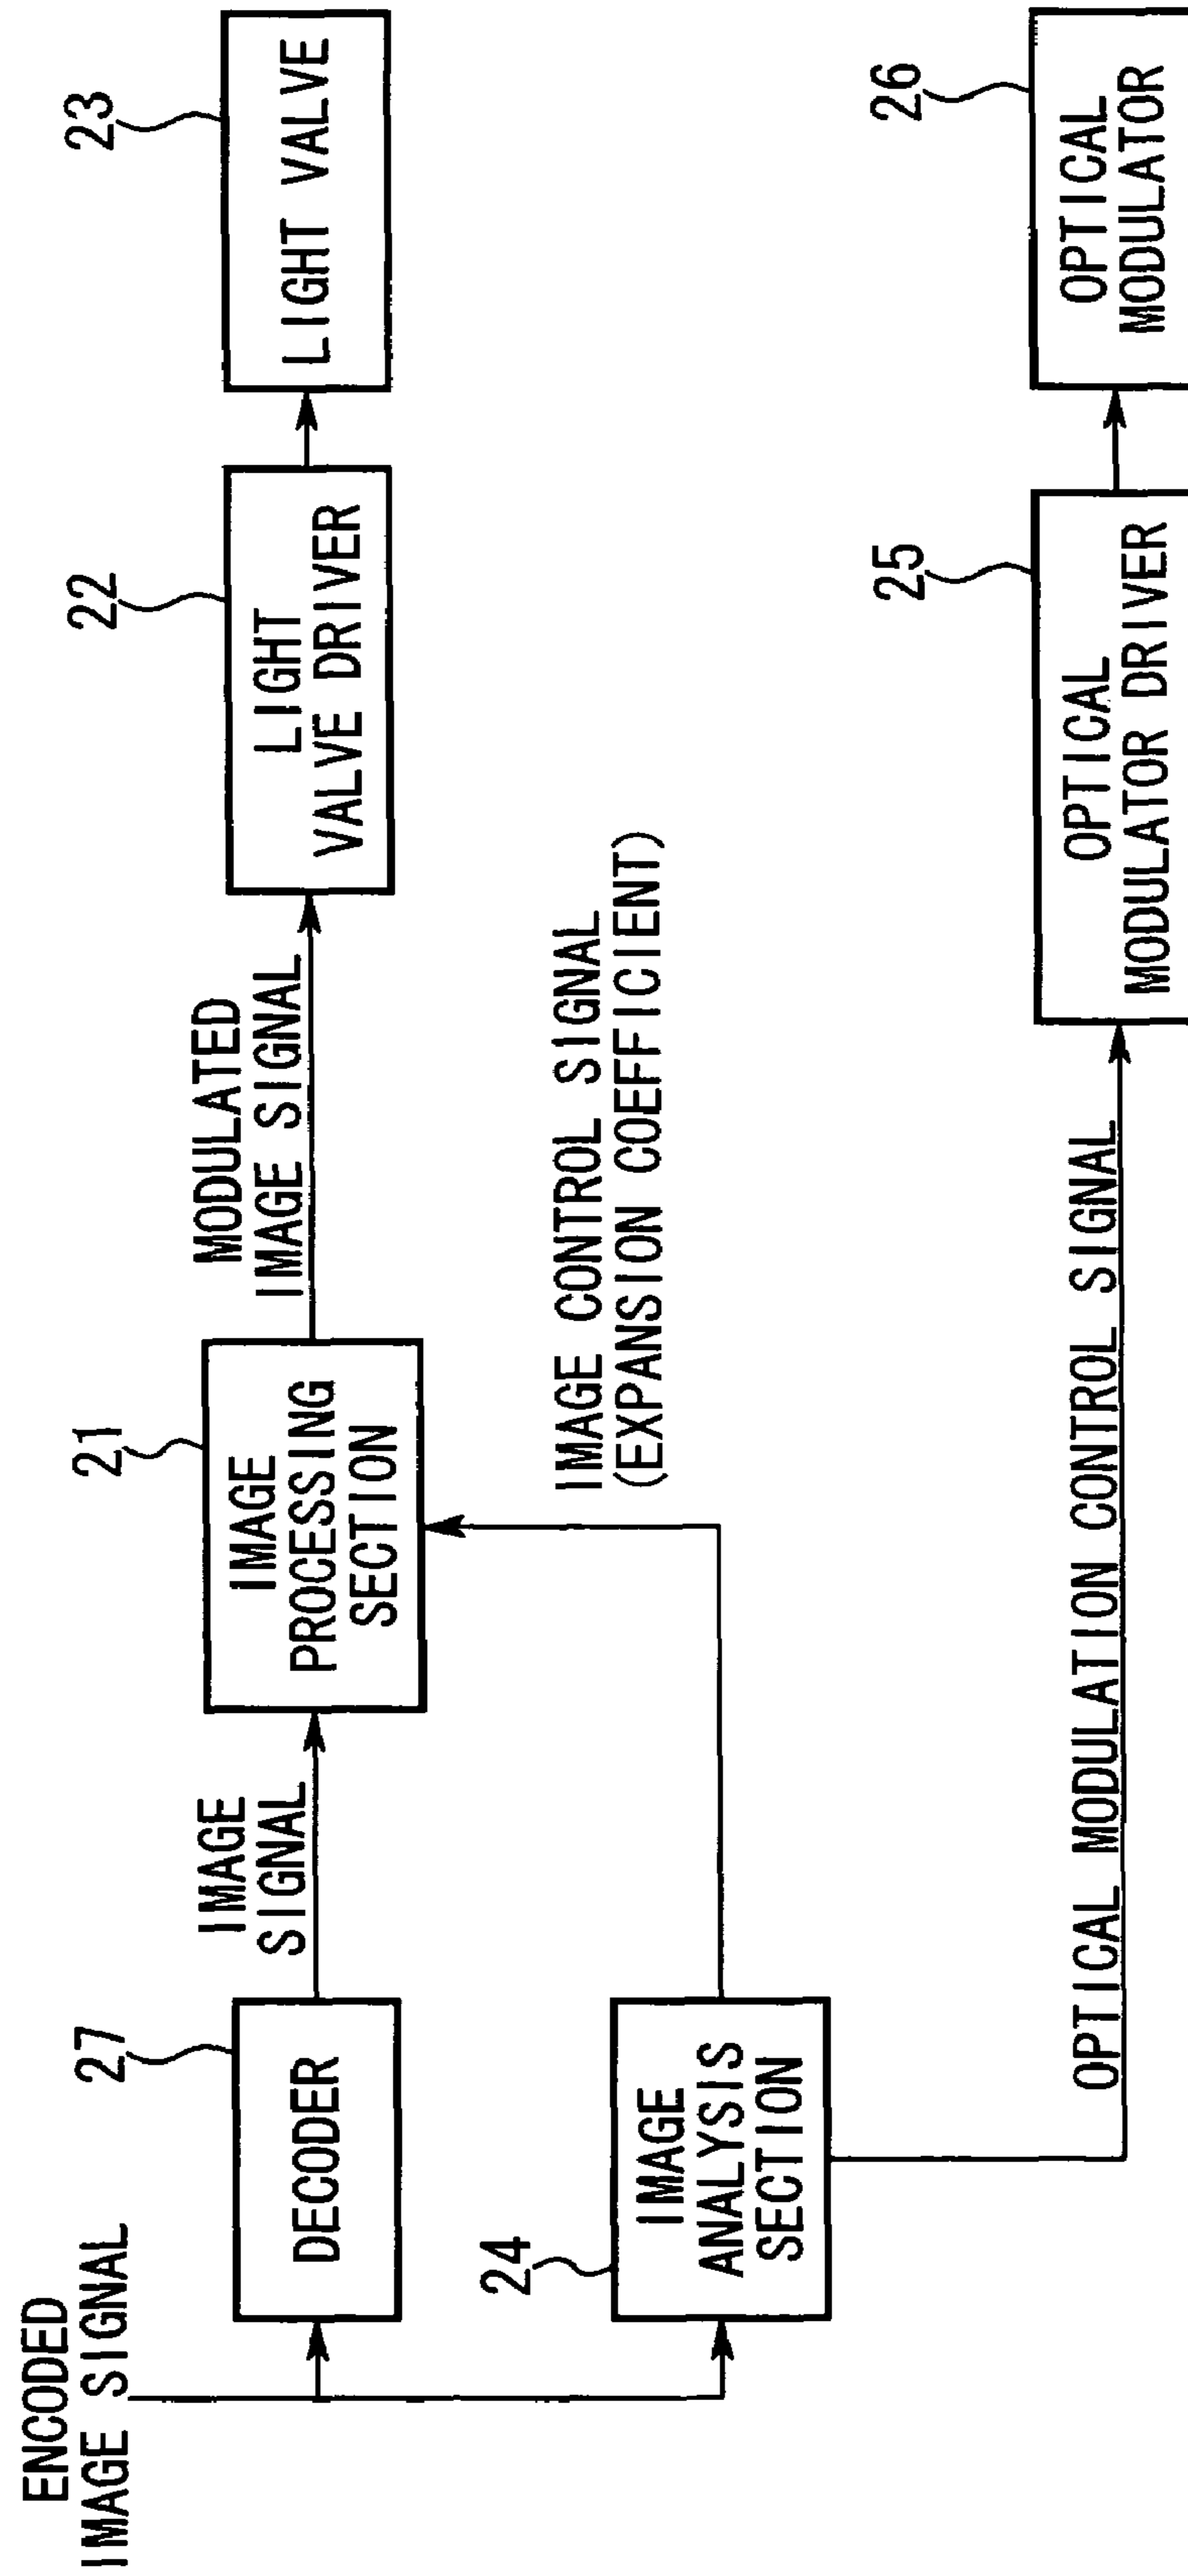 ENCODED
IMAGE SIGNAL
27
DECODER
IMAGE
SIGNAL
21
IMAGE
PROCESSING
SECTION
MODULATED
IMAGE SIGNAL
22
LIGHT
VALVE DRIVER
23
LIGHT VALVE
24
IMAGE
ANALYSIS
SECTION
IMAGE CONTROL SIGNAL
(EXPANSION COEFFICIENT)
OPTICAL MODULATION CONTROL SIGNAL
25
OPTICAL
MODULATOR DRIVER
26
OPTICAL
MODULATOR